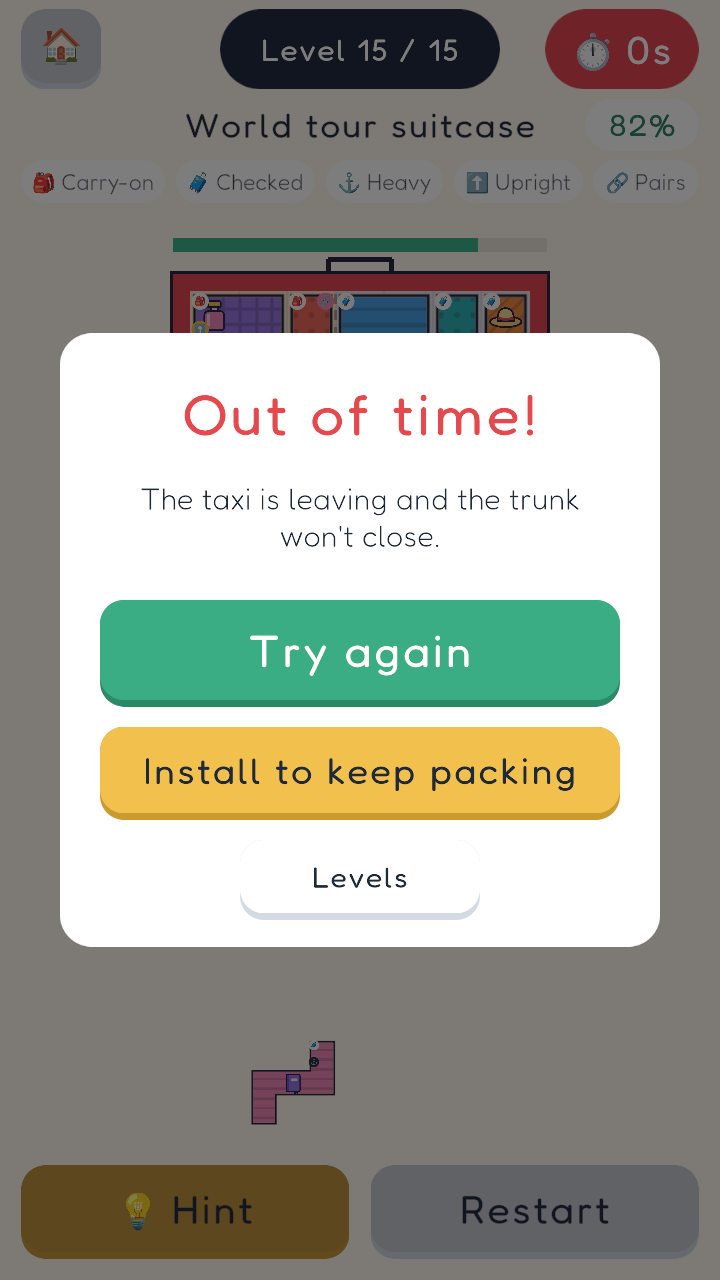 Level 15 / 15
0s
World tour suitcase
82%
Carry-on
Checked
Heavy
Upright
Pairs
Out of time!
The taxi is leaving and the trunk
won't close.
Try again
Install to keep packing
Levels
Hint
Restart